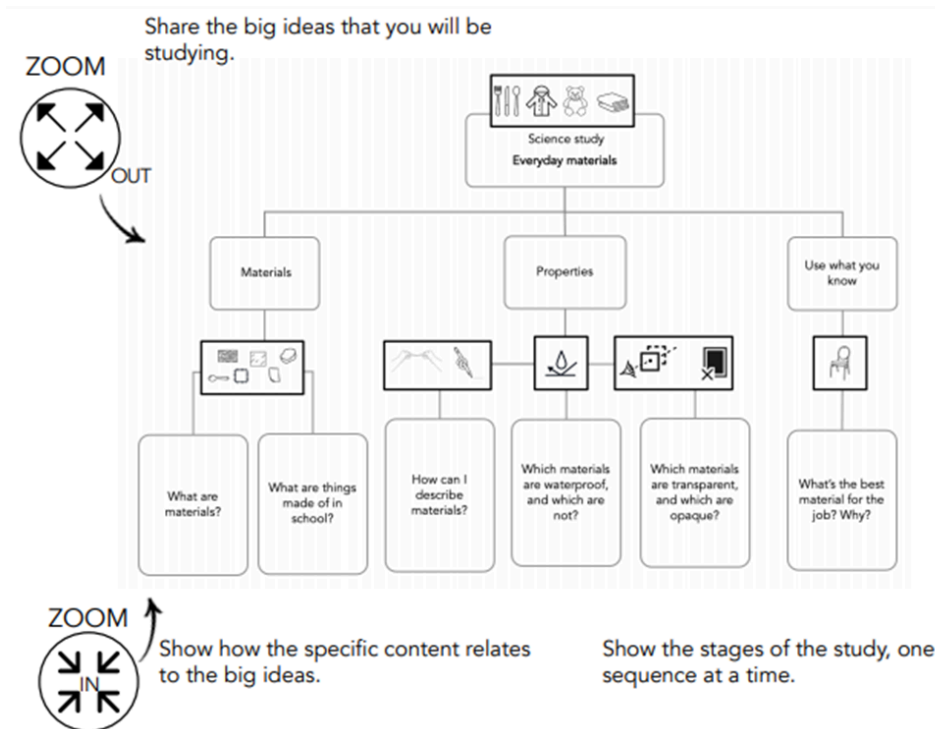 Share the big ideas that you will be
studying.
ZOOM
OUT
Science study
Everyday materials
Materials
Properties
Use what you
know
What are
materials?
What are things
made of in
school?
How can I
describe
materials?
Which materials
are waterproof,
and which are
not?
Which materials
are transparent,
and which are
opaque?
What's the best
material for the
job? Why?
ZOOM
IN
Show how the specific content relates
to the big ideas.
Show the stages of the study, one
sequence at a time.